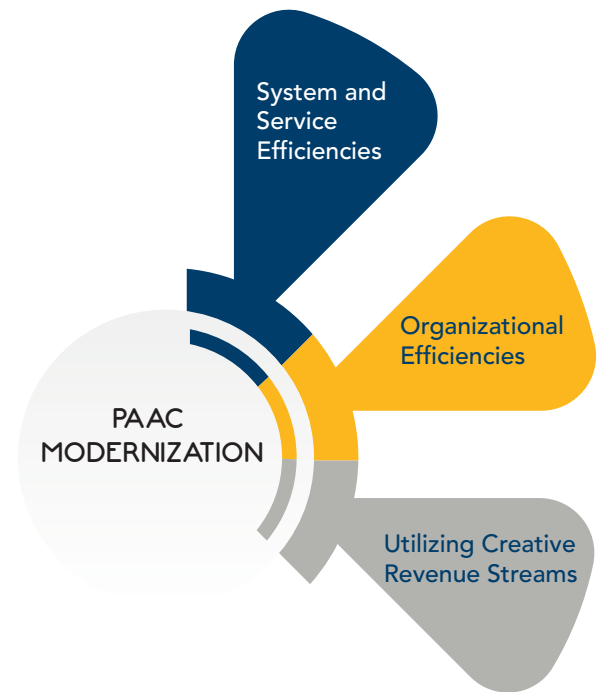 System and
Service
Efficiencies
Organizational
Efficiencies
PAAC
MODERNIZATION
Utilizing Creative
Revenue Streams